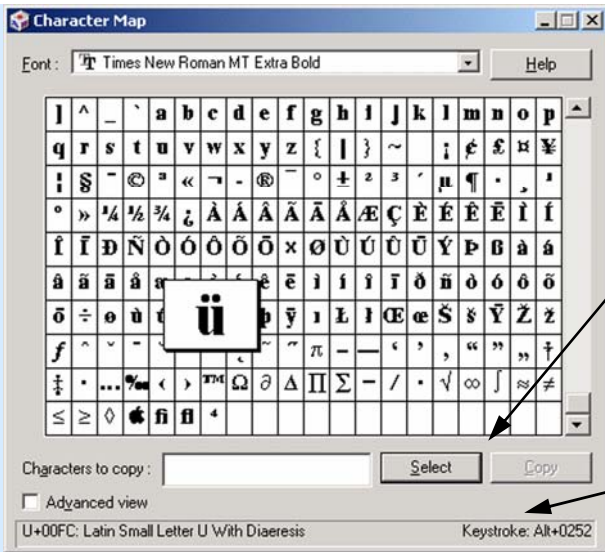 Character Map
Font : Times New Roman MT Extra Bold Help
] ^ _ ` a b c d e f g h i j k l m n o p
q r s t u v w x y z { | } ~ ¡ ¢ £ ¤ ¥
¦ § ¨ © ª « ¬ - ® ¯ ° ± ² ³ ´ µ ¶ · ¸ ¹
º » ¼ ½ ¾ ¿ À Á Â Ã Ä Å Æ Ç È É Ê Ë Ì Í
Î Ï Ð Ñ Ò Ó Ô Õ Ö × Ø Ù Ú Û Ü Ý Þ ß à á
â ã ä å ê ë ì í î ï ð ñ ò ó ô õ
ö ÷ ø ù ü þ ÿ ı Ł ł Œ œ Š š Ÿ Ž ž
ƒ ˆ ˇ ˜ ˝ π – — ‘ ’ ‚ “ ” „ †
‡ • … ‰ ‹ › ™ Ω ∂ ∆ ∏ ∑ − ∕ ∙ √ ∞ ∫ ≈ ≠
≤ ≥ ◊ fi fl ⁴
Characters to copy : Select Copy
Advanced view
U+00FC: Latin Small Letter U With Diaeresis Keystroke: Alt+0252